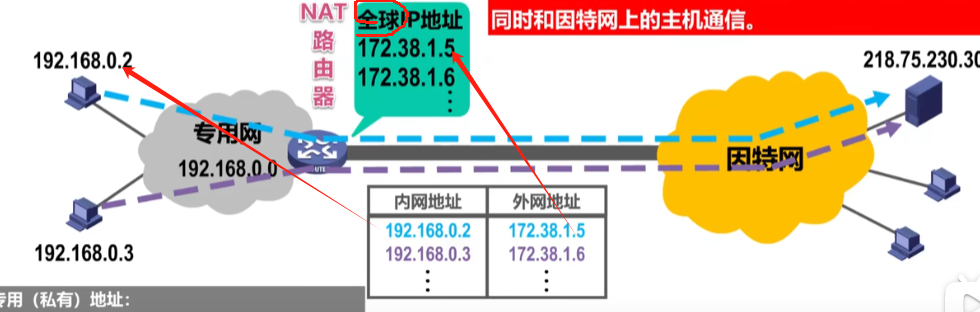 同时和因特网上的主机通信。
NAT
路
由
器
全球IP地址
172.38.1.5
172.38.1.6
⋮
192.168.0.2
218.75.230.30
专用网
192.168.0.0
因特网
内网地址 外网地址
192.168.0.2 172.38.1.5
192.168.0.3 172.38.1.6
⋮ ⋮
192.168.0.3
专用（私有）地址：